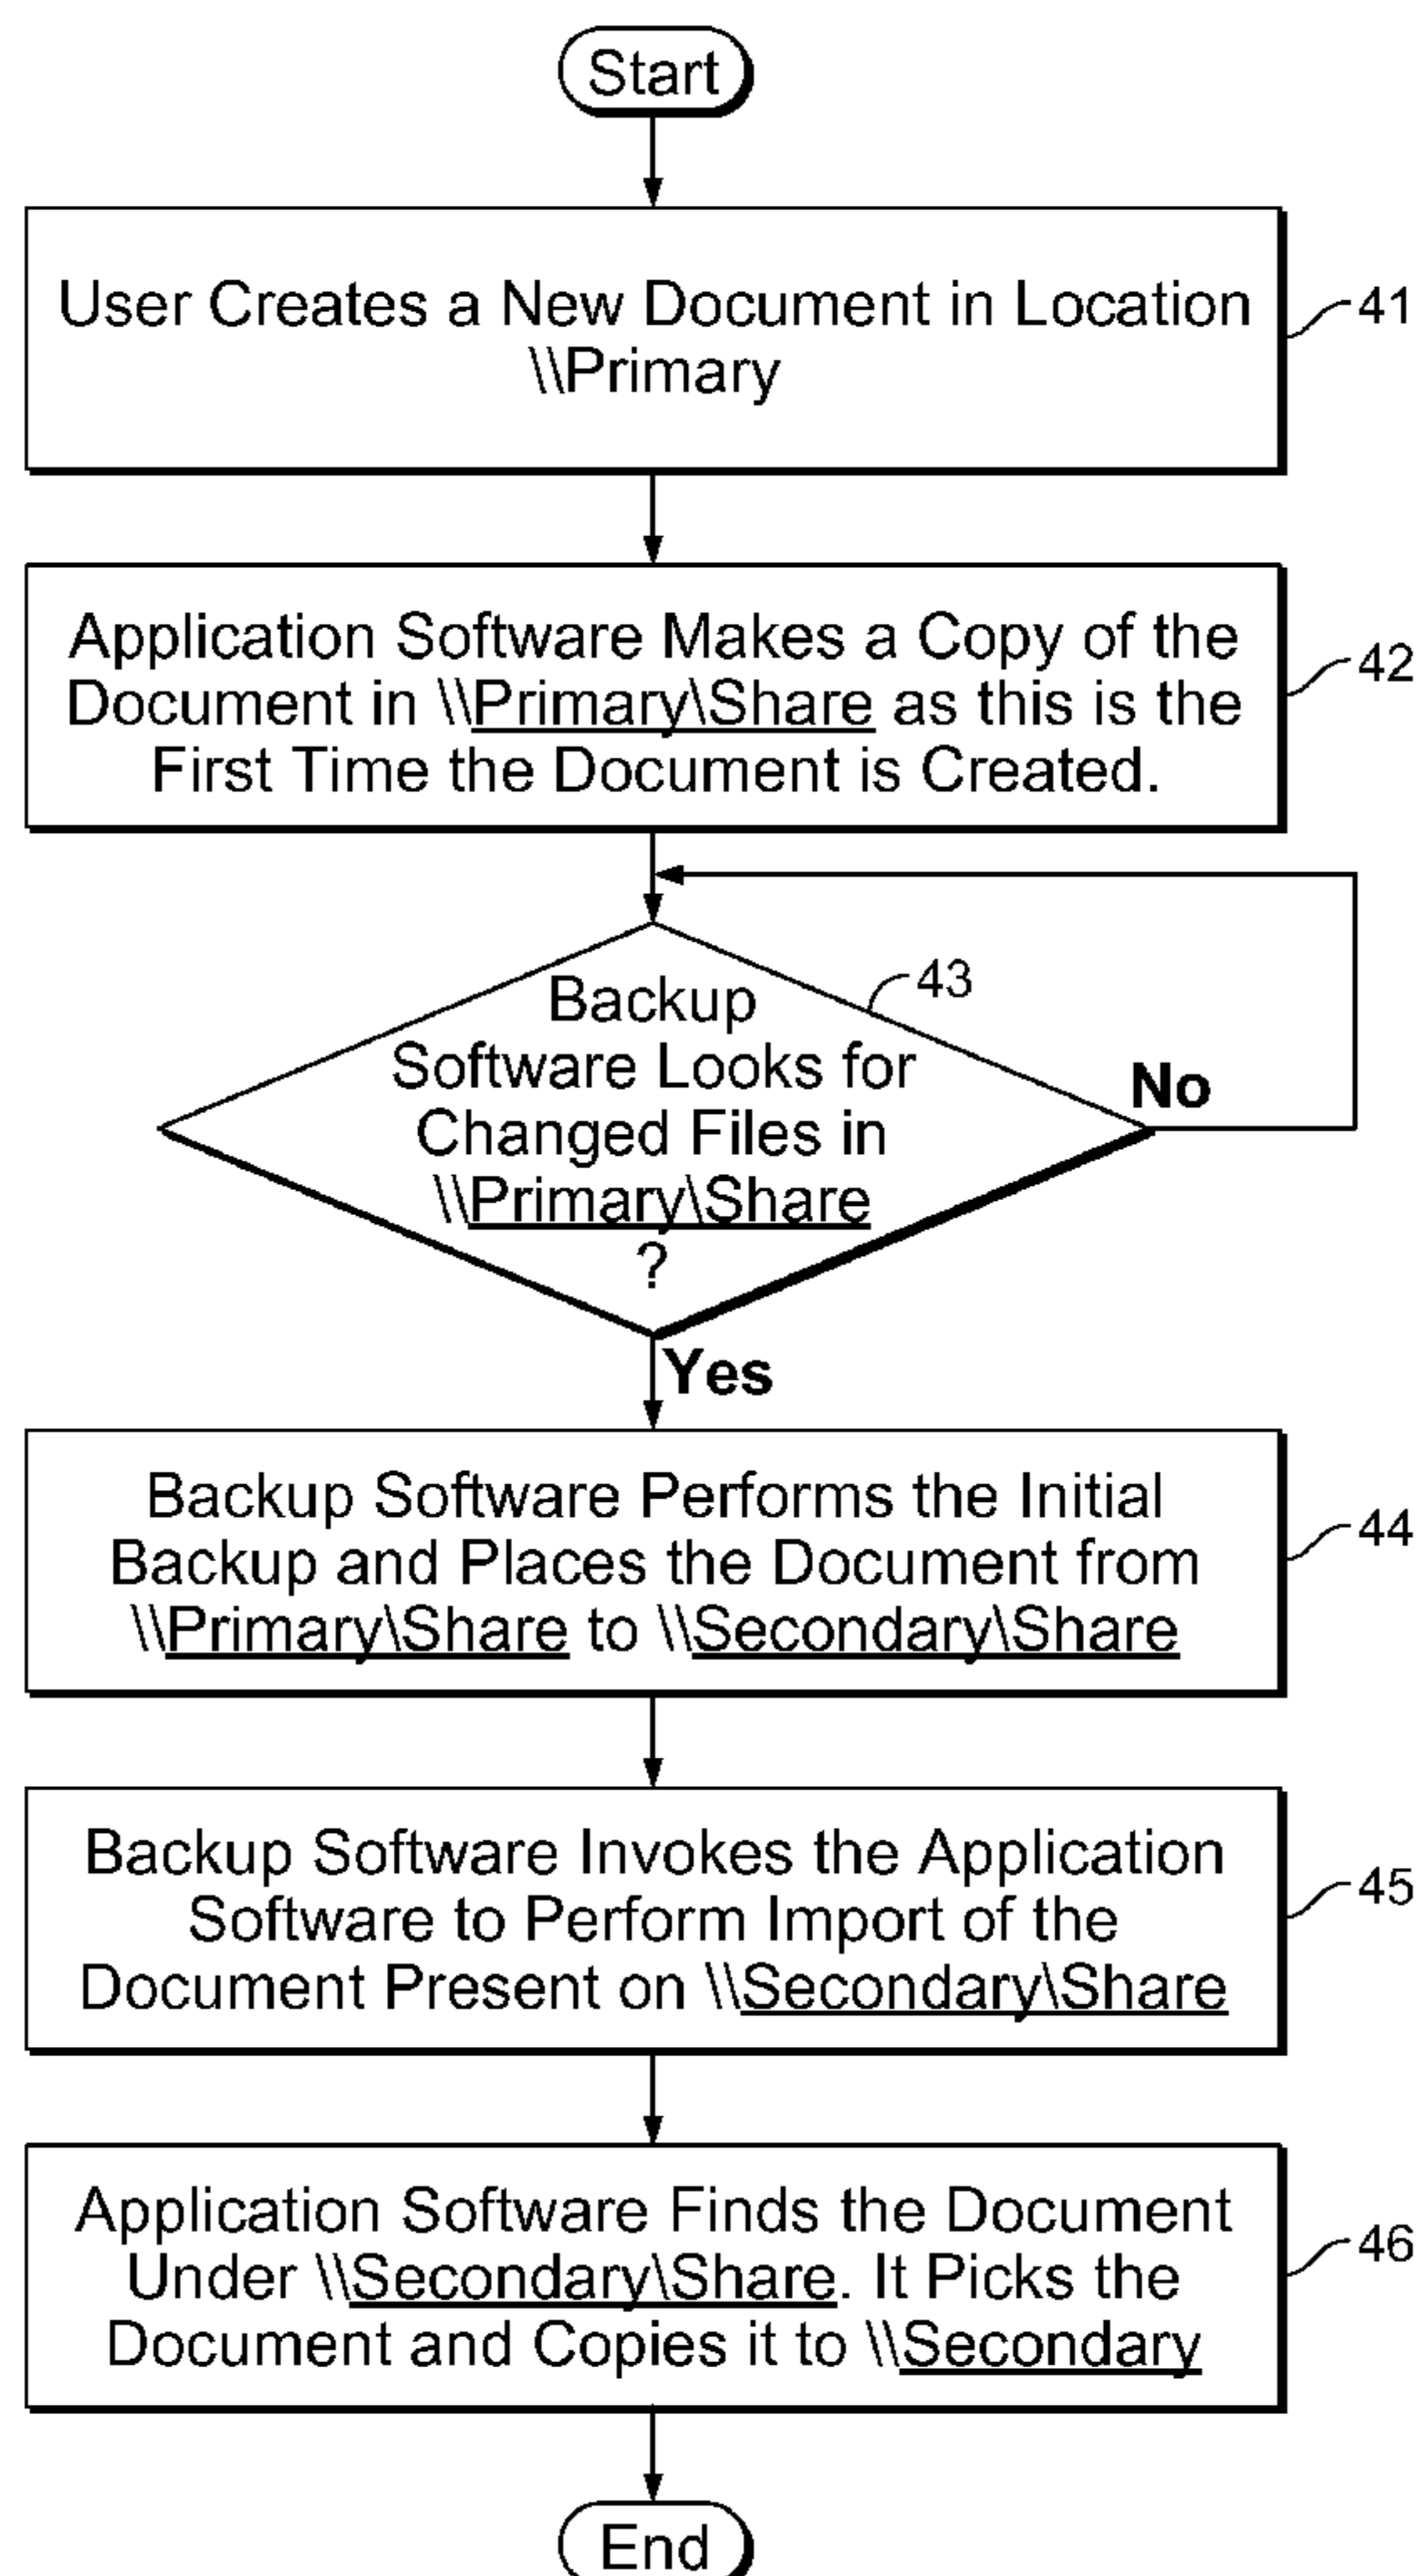 Start
User Creates a New Document in Location
\\Primary
41
Application Software Makes a Copy of the
Document in \\Primary\Share as this is the
First Time the Document is Created.
42
Backup
Software Looks for
Changed Files in
\\Primary\Share
?
43
No
Yes
Backup Software Performs the Initial
Backup and Places the Document from
\\Primary\Share to \\Secondary\Share
44
Backup Software Invokes the Application
Software to Perform Import of the
Document Present on \\Secondary\Share
45
Application Software Finds the Document
Under \\Secondary\Share. It Picks the
Document and Copies it to \\Secondary
46
End